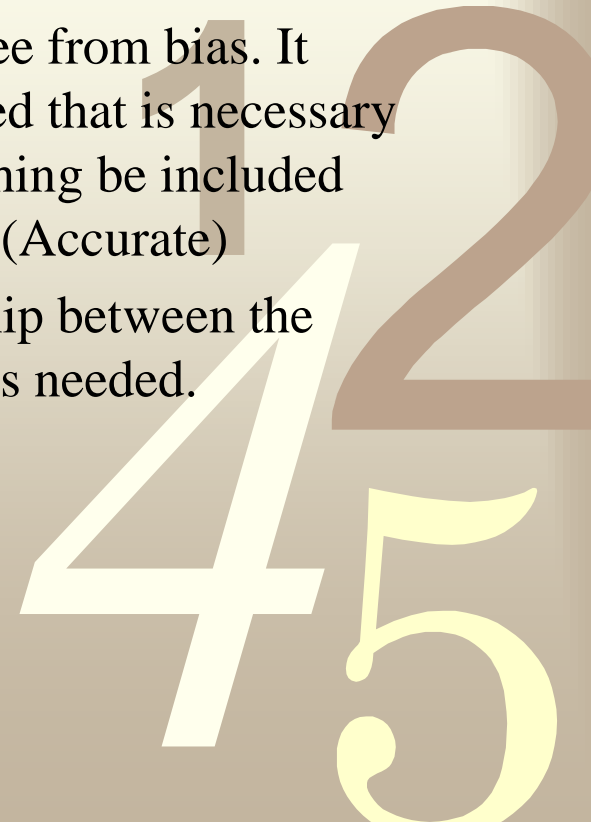 ee from bias. It
ed that is necessary
ning be included
(Accurate)
ip between the
s needed.
1 2
4
5